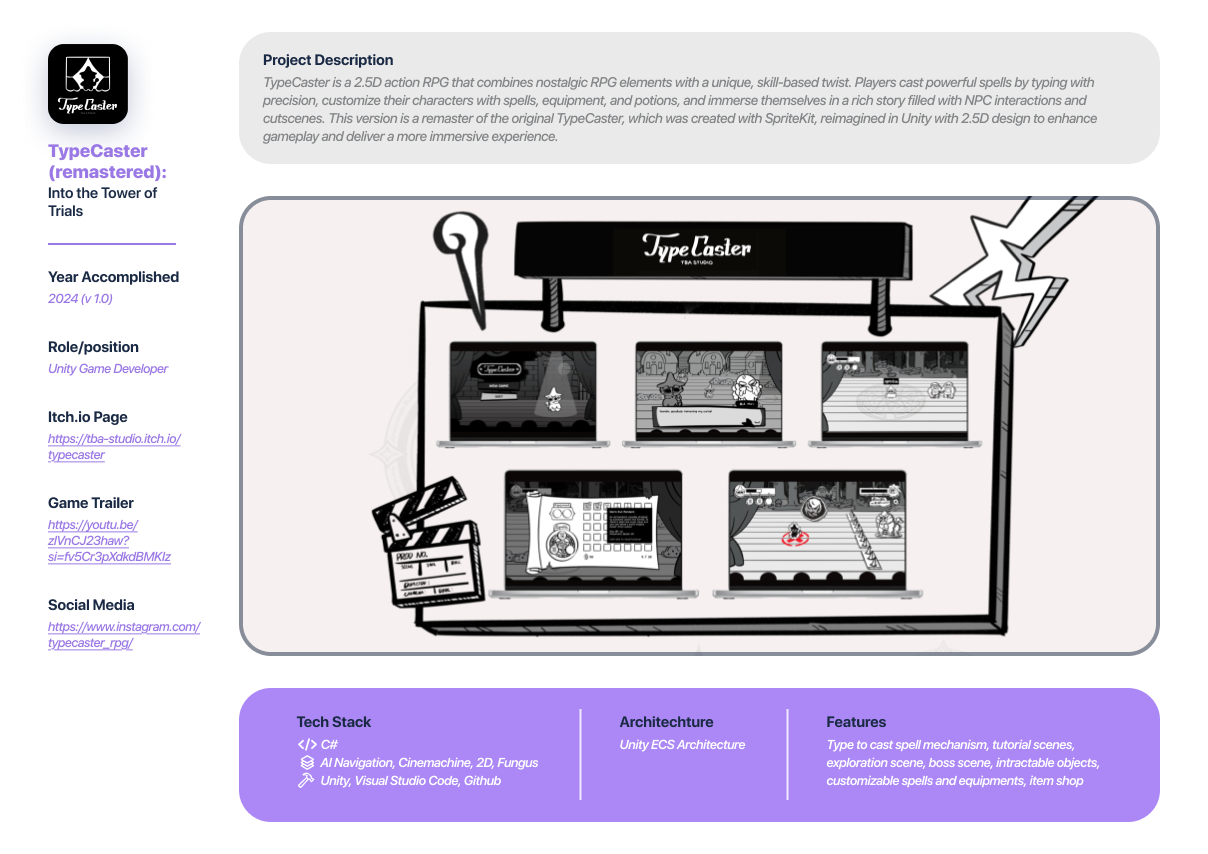 TypeCaster
TypeCaster
(remastered):
Into the Tower of
Trials
Year Accomplished
2024 (v 1.0)
Role/position
Unity Game Developer
Itch.io Page
https://tba-studio.itch.io/
typecaster
Game Trailer
https://youtu.be/
zlVnCJ23haw?
si=fv5Cr3pXdkdBMKIz
Social Media
https://www.instagram.com/
typecaster_rpg/
Project Description
TypeCaster is a 2.5D action RPG that combines nostalgic RPG elements with a unique, skill-based twist. Players cast powerful spells by typing with
precision, customize their characters with spells, equipment, and potions, and immerse themselves in a rich story filled with NPC interactions and
cutscenes. This version is a remaster of the original TypeCaster, which was created with SpriteKit, reimagined in Unity with 2.5D design to enhance
gameplay and deliver a more immersive experience.
TypeCaster
TBA STUDIO
TypeCaster
NEW GAME
PROD NO.
SCENE TAKE ROLL
DIRECTOR:
CAMERA: DATE
Tech Stack
C#
AI Navigation, Cinemachine, 2D, Fungus
Unity, Visual Studio Code, Github
Architechture
Unity ECS Architecture
Features
Type to cast spell mechanism, tutorial scenes,
exploration scene, boss scene, intractable objects,
customizable spells and equipments, item shop